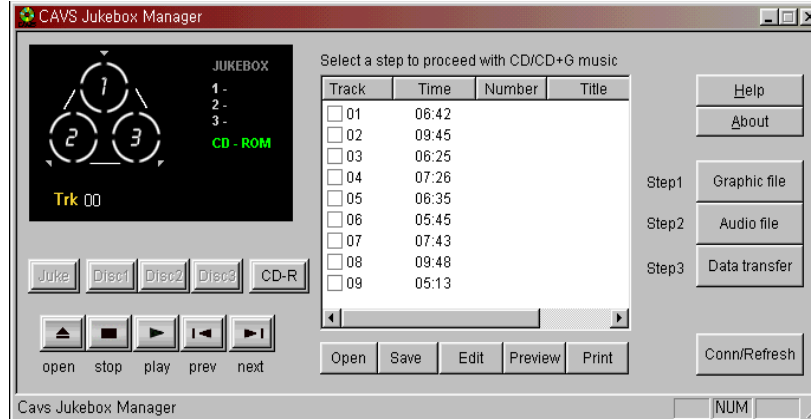 CAVS Jukebox Manager
1
2 3
JUKEBOX
1 -
2 -
3 -
CD - ROM
Trk 00
Juke Disc1 Disc2 Disc3 CD-R
open stop play prev next
Select a step to proceed with CD/CD+G music
Track Time Number Title
01 06:42
02 09:45
03 06:25
04 07:26
05 06:35
06 05:45
07 07:43
08 09:48
09 05:13
Open Save Edit Preview Print
Help
About
Step1 Graphic file
Step2 Audio file
Step3 Data transfer
Conn/Refresh
Cavs Jukebox Manager NUM